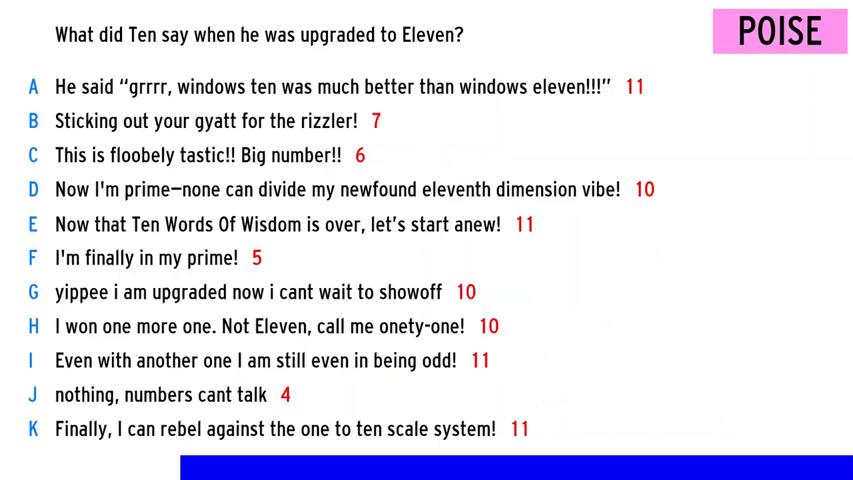 What did Ten say when he was upgraded to Eleven?
POISE
A He said “grrrr, windows ten was much better than windows eleven!!!” 11
B Sticking out your gyatt for the rizzler! 7
C This is floobely tastic!! Big number!! 6
D Now I'm prime—none can divide my newfound eleventh dimension vibe! 10
E Now that Ten Words Of Wisdom is over, let’s start anew! 11
F I'm finally in my prime! 5
G yippee i am upgraded now i cant wait to showoff 10
H I won one more one. Not Eleven, call me onety-one! 10
I Even with another one I am still even in being odd! 11
J nothing, numbers cant talk 4
K Finally, I can rebel against the one to ten scale system! 11